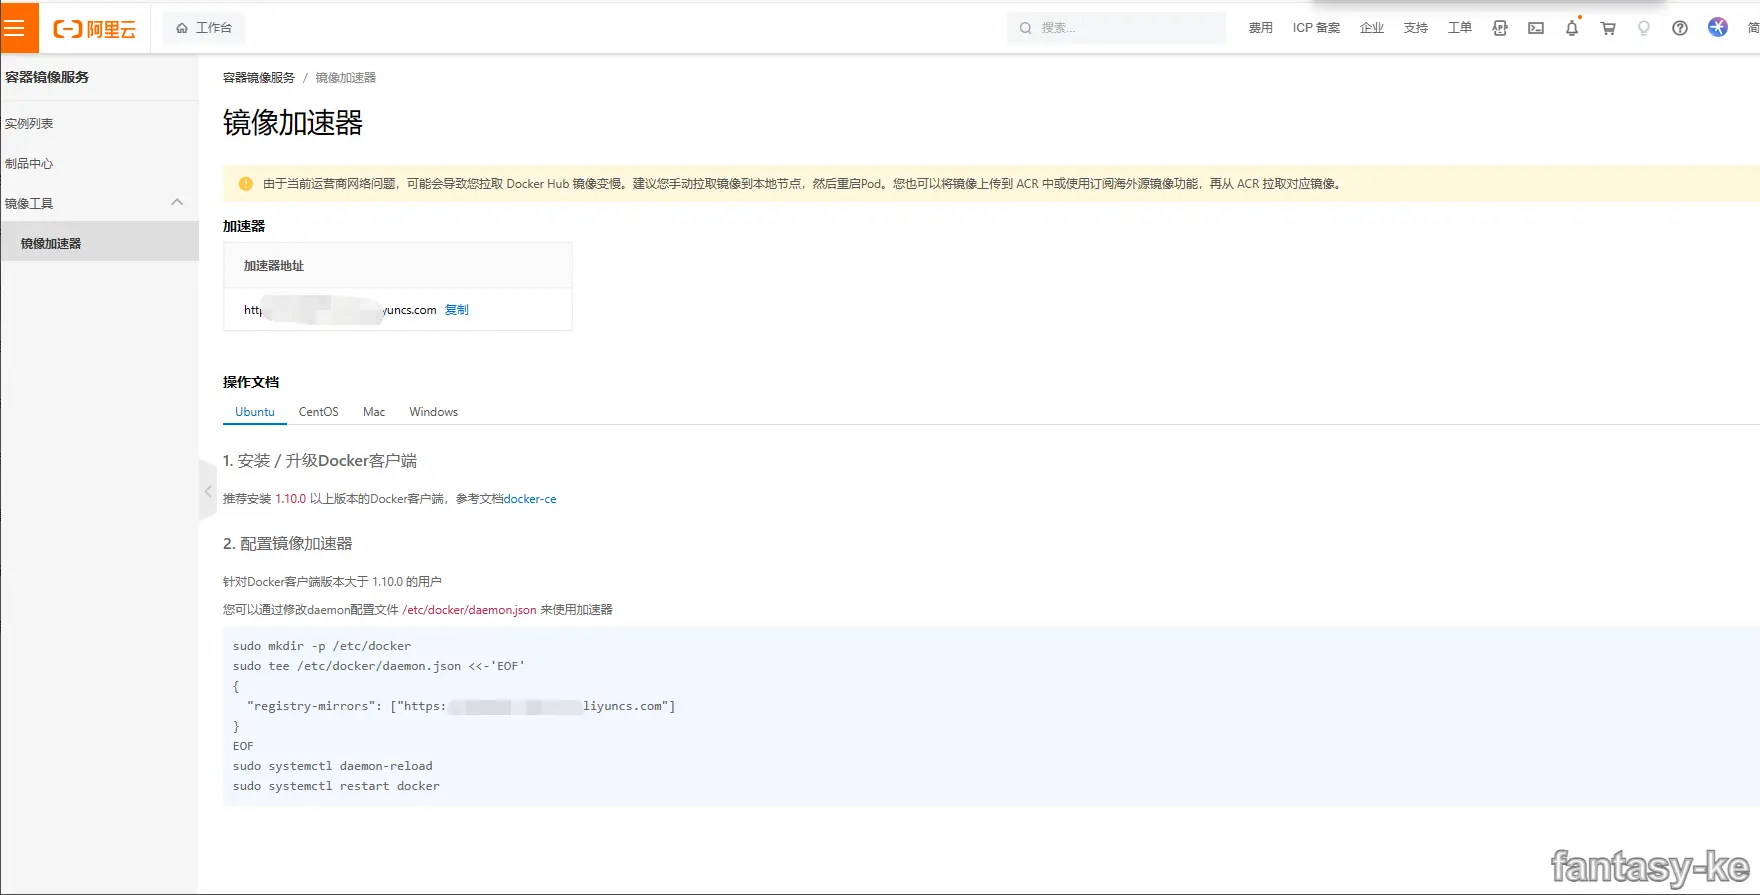 阿里云
工作台
搜索...
费用
ICP 备案
企业
支持
工单
简
容器镜像服务
实例列表
制品中心
镜像工具
镜像加速器
容器镜像服务 / 镜像加速器
镜像加速器
由于当前运营商网络问题，可能会导致您拉取 Docker Hub 镜像变慢。建议您手动拉取镜像到本地节点，然后重启Pod。您也可以将镜像上传到 ACR 中或使用订阅海外源镜像功能，再从 ACR 拉取对应镜像。
加速器
加速器地址
http yuncs.com 复制
操作文档
Ubuntu CentOS Mac Windows
1. 安装 / 升级Docker客户端
推荐安装 1.10.0 以上版本的Docker客户端，参考文档docker-ce
2. 配置镜像加速器
针对Docker客户端版本大于 1.10.0 的用户
您可以通过修改daemon配置文件 /etc/docker/daemon.json 来使用加速器
sudo mkdir -p /etc/docker
sudo tee /etc/docker/daemon.json <<-'EOF'
{
"registry-mirrors": ["https: liyuncs.com"]
}
EOF
sudo systemctl daemon-reload
sudo systemctl restart docker
fantasy-ke